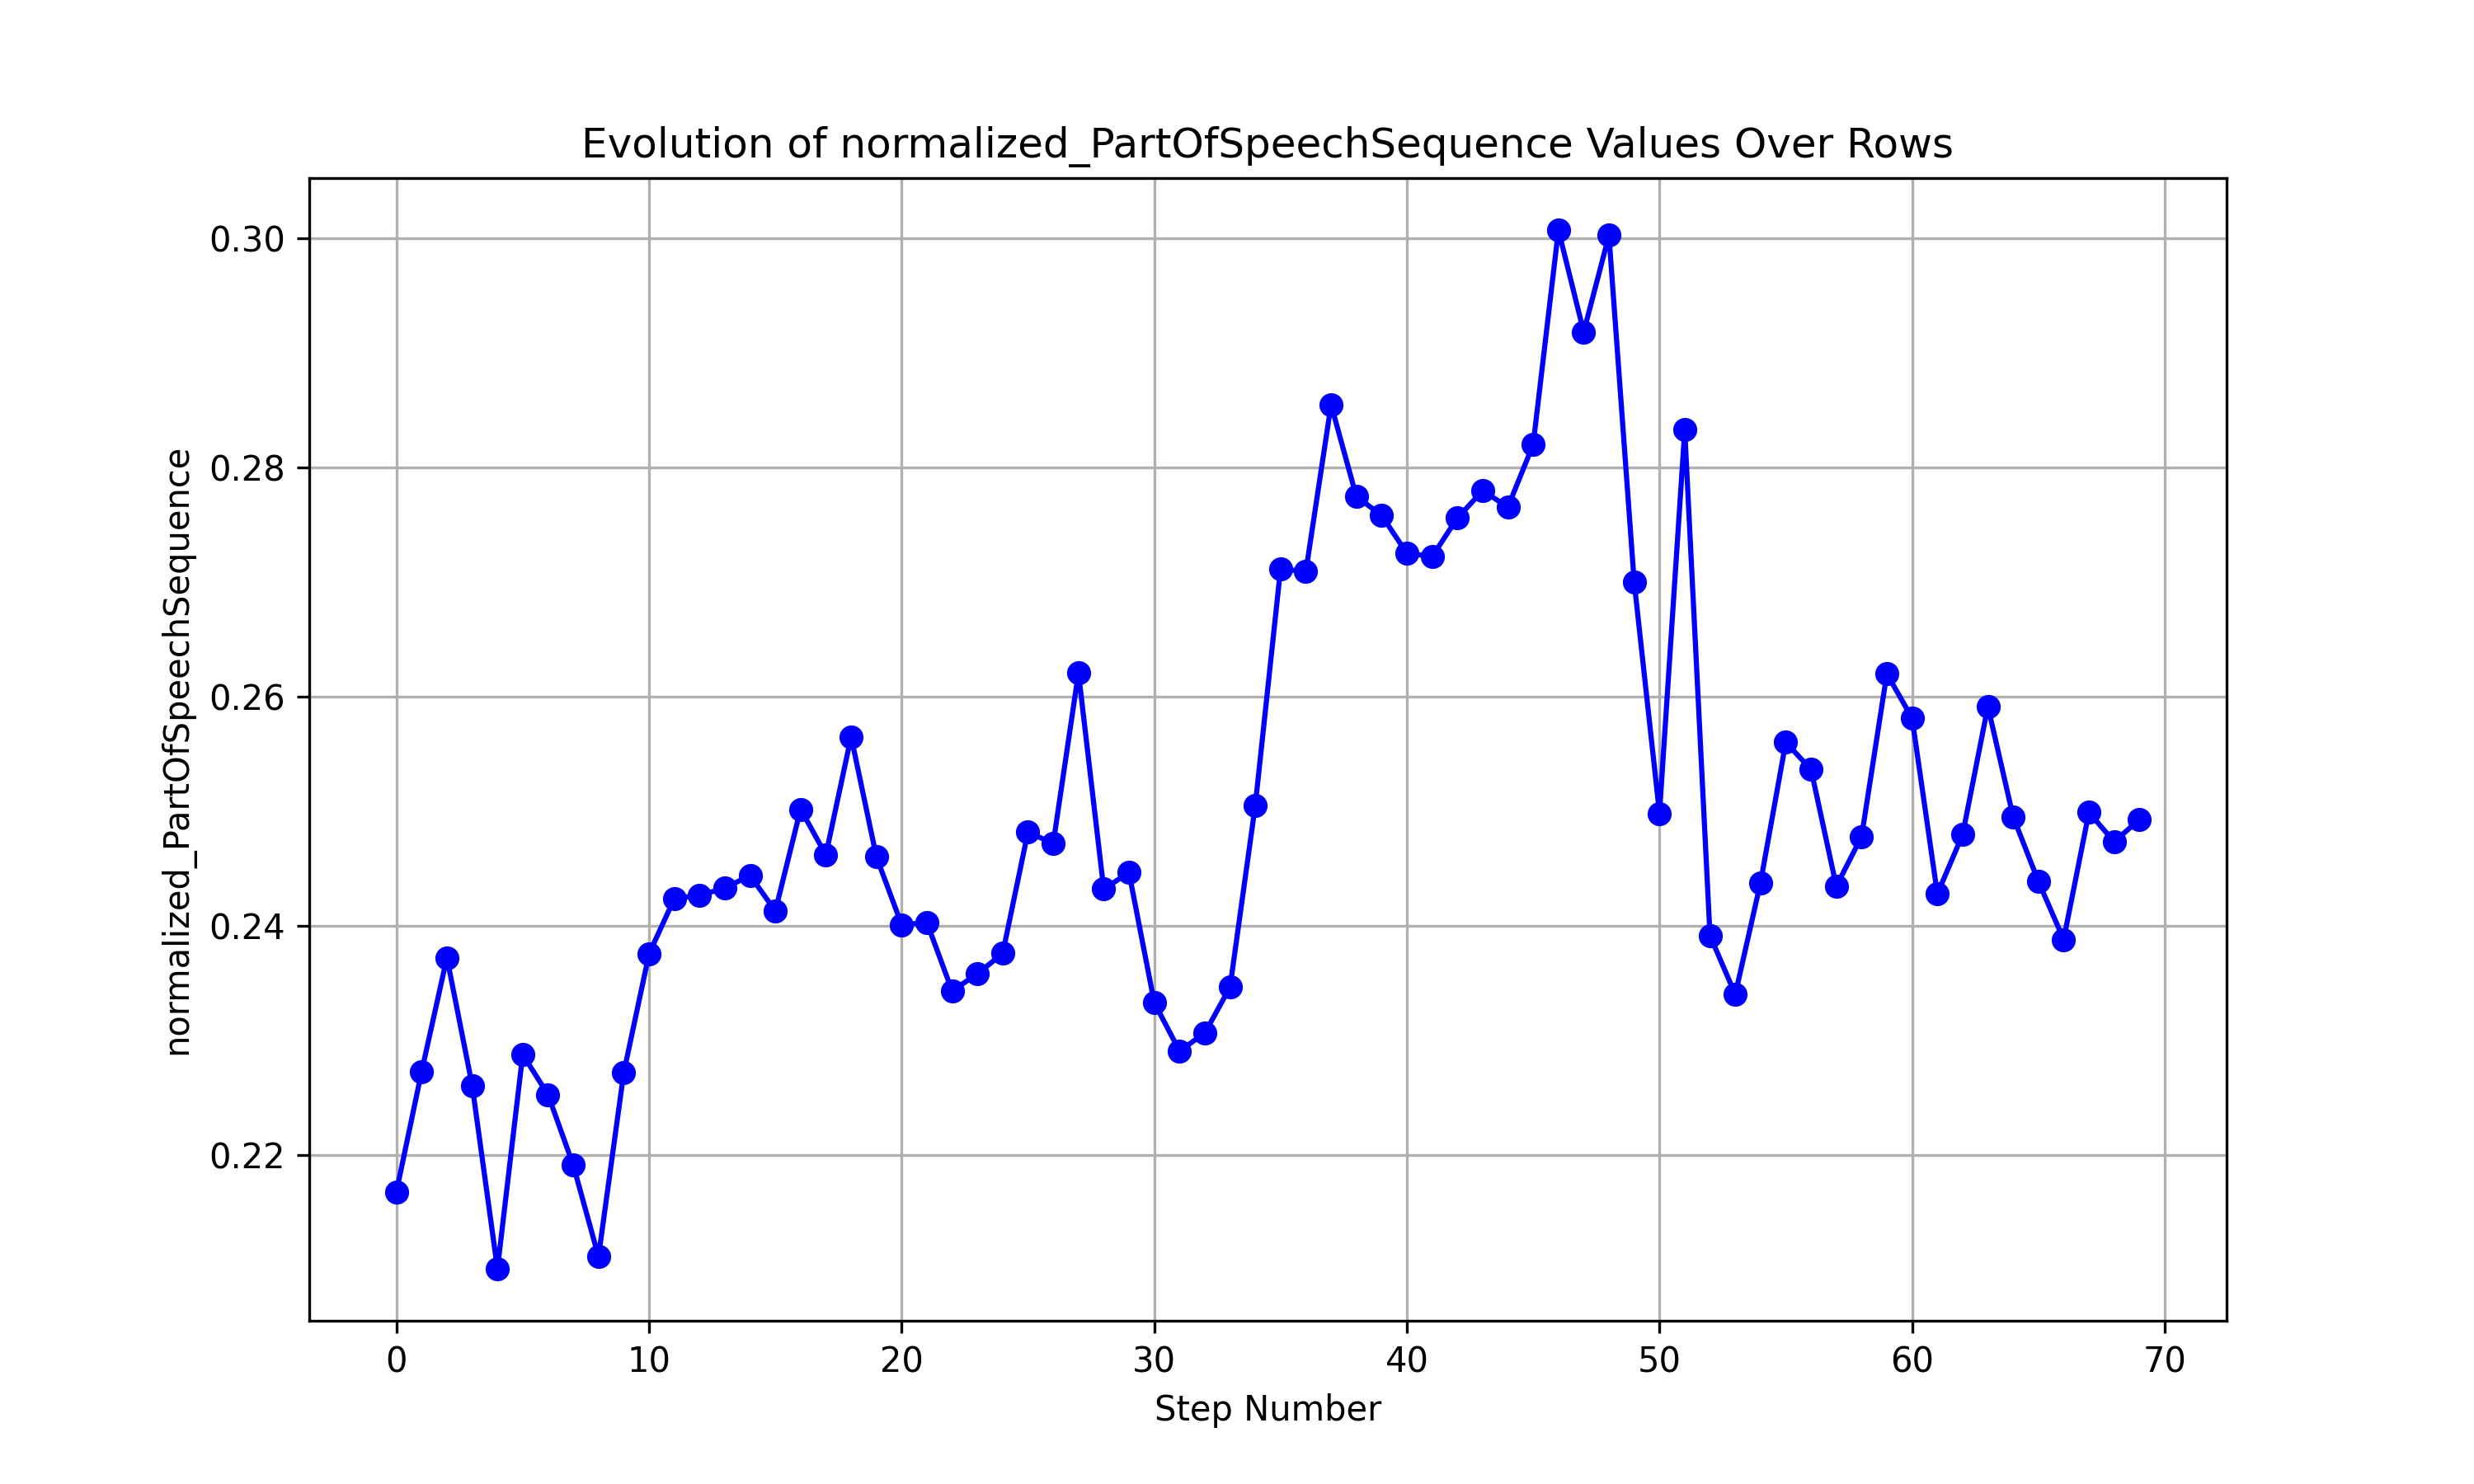 Evolution of normalized_PartOfSpeechSequence Values Over Rows
normalized_PartOfSpeechSequence
0.30
0.28
0.26
0.24
0.22
0 10 20 30 40 50 60 70
Step Number